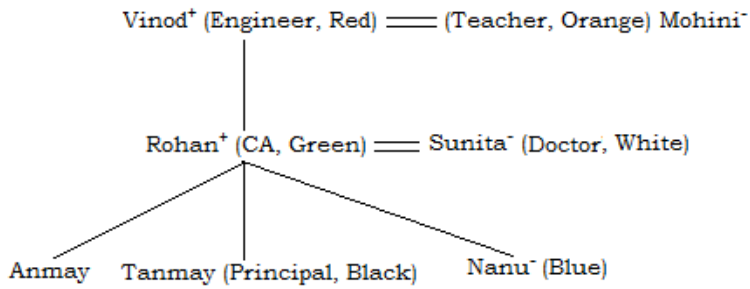 Vinod⁺ (Engineer, Red) (Teacher, Orange) Mohini⁻
Rohan⁺ (CA, Green) Sunita⁻ (Doctor, White)
Anmay Tanmay (Principal, Black) Nanu⁻ (Blue)